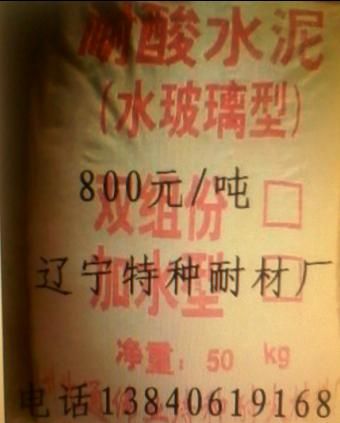 耐酸水泥
(水玻璃型)
800元/吨
双组份 □
辽宁特种耐材厂
加水型 □
净重: 50 kg
电话13840619168